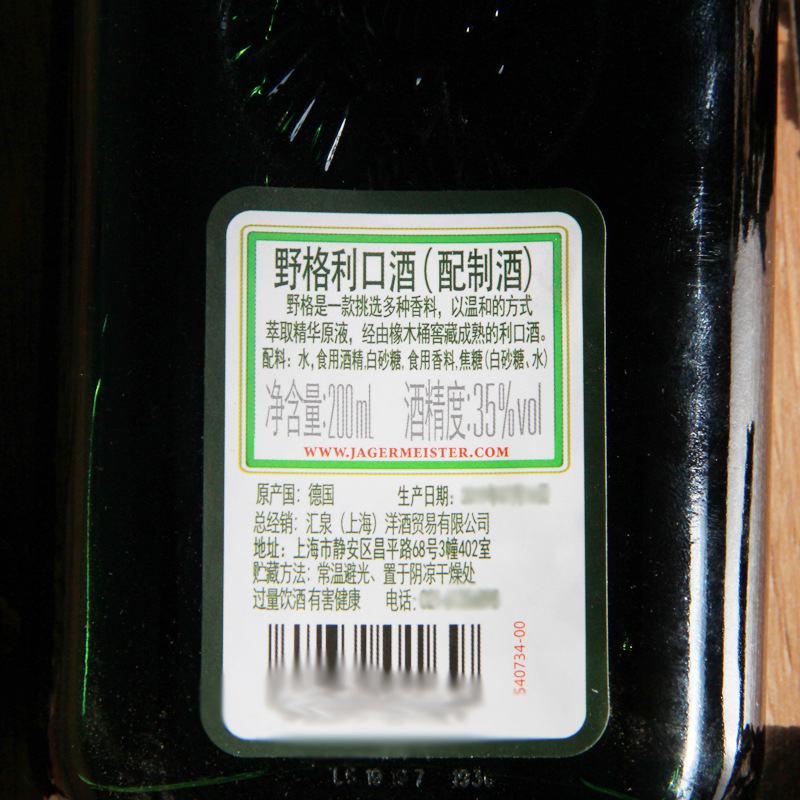 野格利口酒(配制酒)
野格是一款挑选多种香料，以温和的方式
萃取精华原液，经由橡木桶窖藏成熟的利口酒。
配料：水,食用酒精,白砂糖,食用香料,焦糖(白砂糖、水)
净含量:200mL 酒精度:35%vol
WWW.JAGERMEISTER.COM
原产国：德国 生产日期：
总经销：汇泉（上海）洋酒贸易有限公司
地址：上海市静安区昌平路68号3幢402室
贮藏方法：常温避光、置于阴凉干燥处
过量饮酒有害健康 电话：
540734-00